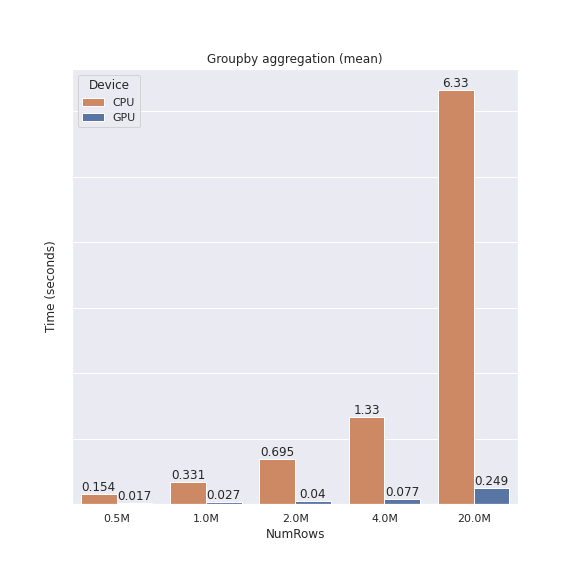 Groupby aggregation (mean)
Device
CPU
GPU
6.33
1.33
0.695
0.331
0.154
0.017
0.027
0.04
0.077
0.249
Time (seconds)
0.5M 1.0M 2.0M 4.0M 20.0M
NumRows